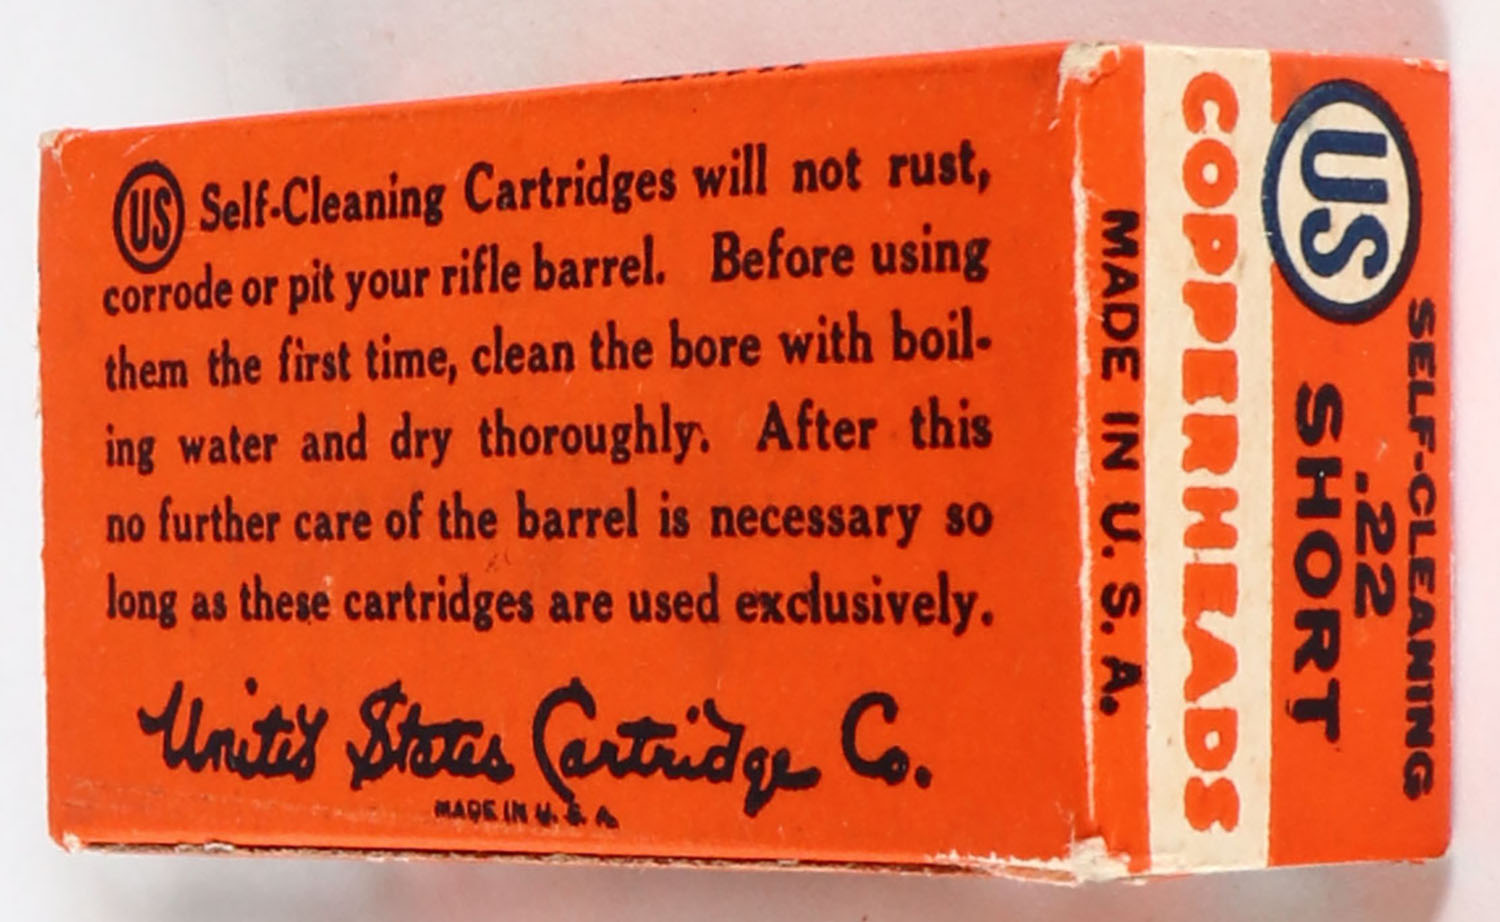 US Self-Cleaning Cartridges will not rust,
corrode or pit your rifle barrel. Before using
them the first time, clean the bore with boil-
ing water and dry thoroughly. After this
no further care of the barrel is necessary so
long as these cartridges are used exclusively.
United States Cartridge Co.
MADE IN U. S. A.
US
SELF-CLEANING
.22
SHORT
COPPERHEADS
MADE IN U. S. A.